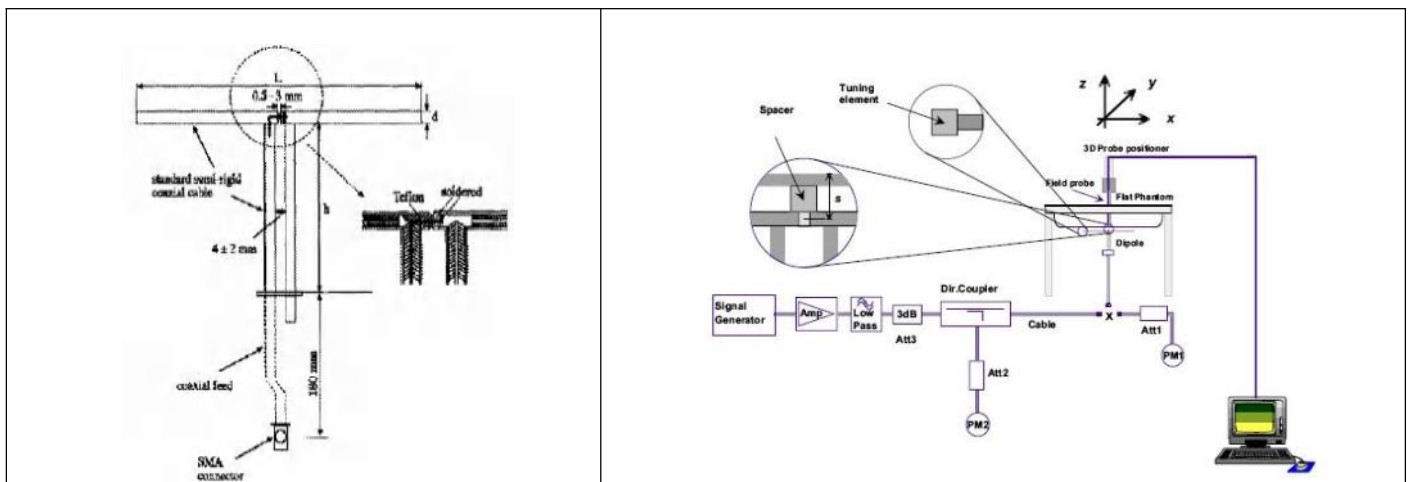 L
0.5–3 mm
d
standard semi-rigid
coaxial cable
h
Teflon
soldered
4 ± 2 mm
coaxial feed
180 mm
SMA
connector
Tuning
element
Spacer
s
z
y
x
3D Probe positioner
Field probe
Flat Phantom
Dipole
Dir.Coupler
Signal
Generator
Amp
Low
Pass
3dB
Att3
Cable
X
Att1
PM1
Att2
PM2